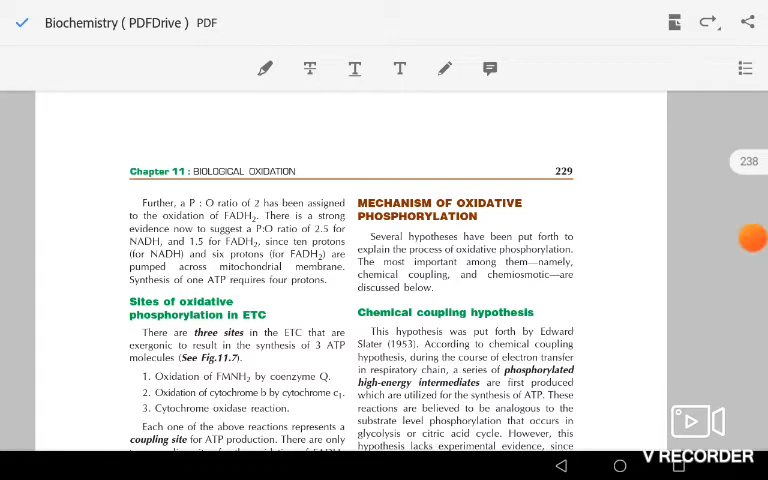 Biochemistry ( PDFDrive ) PDF
T T T
238
Chapter 11 : BIOLOGICAL OXIDATION 229
Further, a P : O ratio of 2 has been assigned
to the oxidation of FADH2. There is a strong
evidence now to suggest a P:O ratio of 2.5 for
NADH, and 1.5 for FADH2, since ten protons
(for NADH) and six protons (for FADH2) are
pumped across mitochondrial membrane.
Synthesis of one ATP requires four protons.
Sites of oxidative
phosphorylation in ETC
There are three sites in the ETC that are
exergonic to result in the synthesis of 3 ATP
molecules (See Fig.11.7).
1. Oxidation of FMNH2 by coenzyme Q.
2. Oxidation of cytochrome b by cytochrome c1.
3. Cytochrome oxidase reaction.
Each one of the above reactions represents a
coupling site for ATP production. There are only
MECHANISM OF OXIDATIVE
PHOSPHORYLATION
Several hypotheses have been put forth to
explain the process of oxidative phosphorylation.
The most important among them—namely,
chemical coupling, and chemiosmotic—are
discussed below.
Chemical coupling hypothesis
This hypothesis was put forth by Edward
Slater (1953). According to chemical coupling
hypothesis, during the course of electron transfer
in respiratory chain, a series of phosphorylated
high-energy intermediates are first produced
which are utilized for the synthesis of ATP. These
reactions are believed to be analogous to the
substrate level phosphorylation that occurs in
glycolysis or citric acid cycle. However, this
hypothesis lacks experimental evidence, since
V RECORDER